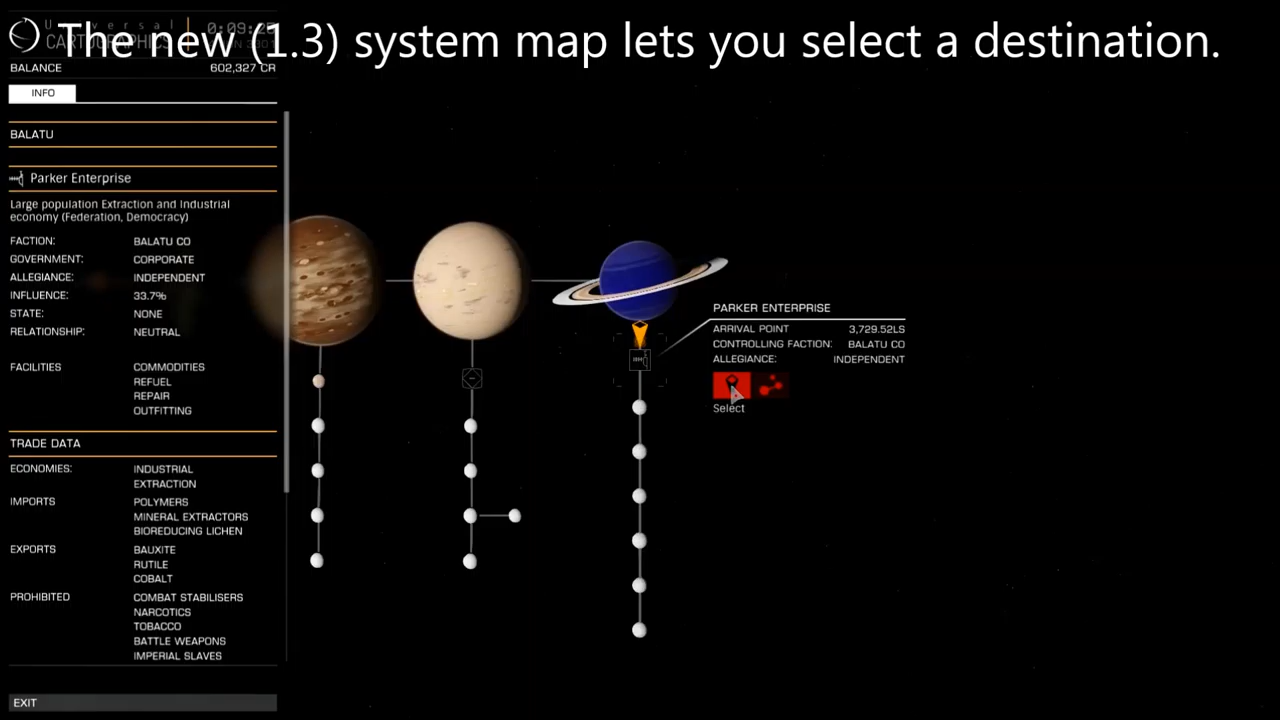 The new (1.3) system map lets you select a destination.
Universal
CARTOGRAPHICS
BALANCE 602,327 CR
INFO
BALATU
Parker Enterprise
Large population Extraction and Industrial
economy (Federation, Democracy)
FACTION: BALATU CO
GOVERNMENT: CORPORATE
ALLEGIANCE: INDEPENDENT
INFLUENCE: 33.7%
STATE: NONE
RELATIONSHIP: NEUTRAL
FACILITIES COMMODITIES
REFUEL
REPAIR
OUTFITTING
TRADE DATA
ECONOMIES: INDUSTRIAL
EXTRACTION
IMPORTS POLYMERS
MINERAL EXTRACTORS
BIOREDUCING LICHEN
EXPORTS BAUXITE
RUTILE
COBALT
PROHIBITED COMBAT STABILISERS
NARCOTICS
TOBACCO
BATTLE WEAPONS
IMPERIAL SLAVES
EXIT
PARKER ENTERPRISE
ARRIVAL POINT 3,729.52LS
CONTROLLING FACTION: BALATU CO
ALLEGIANCE: INDEPENDENT
Select